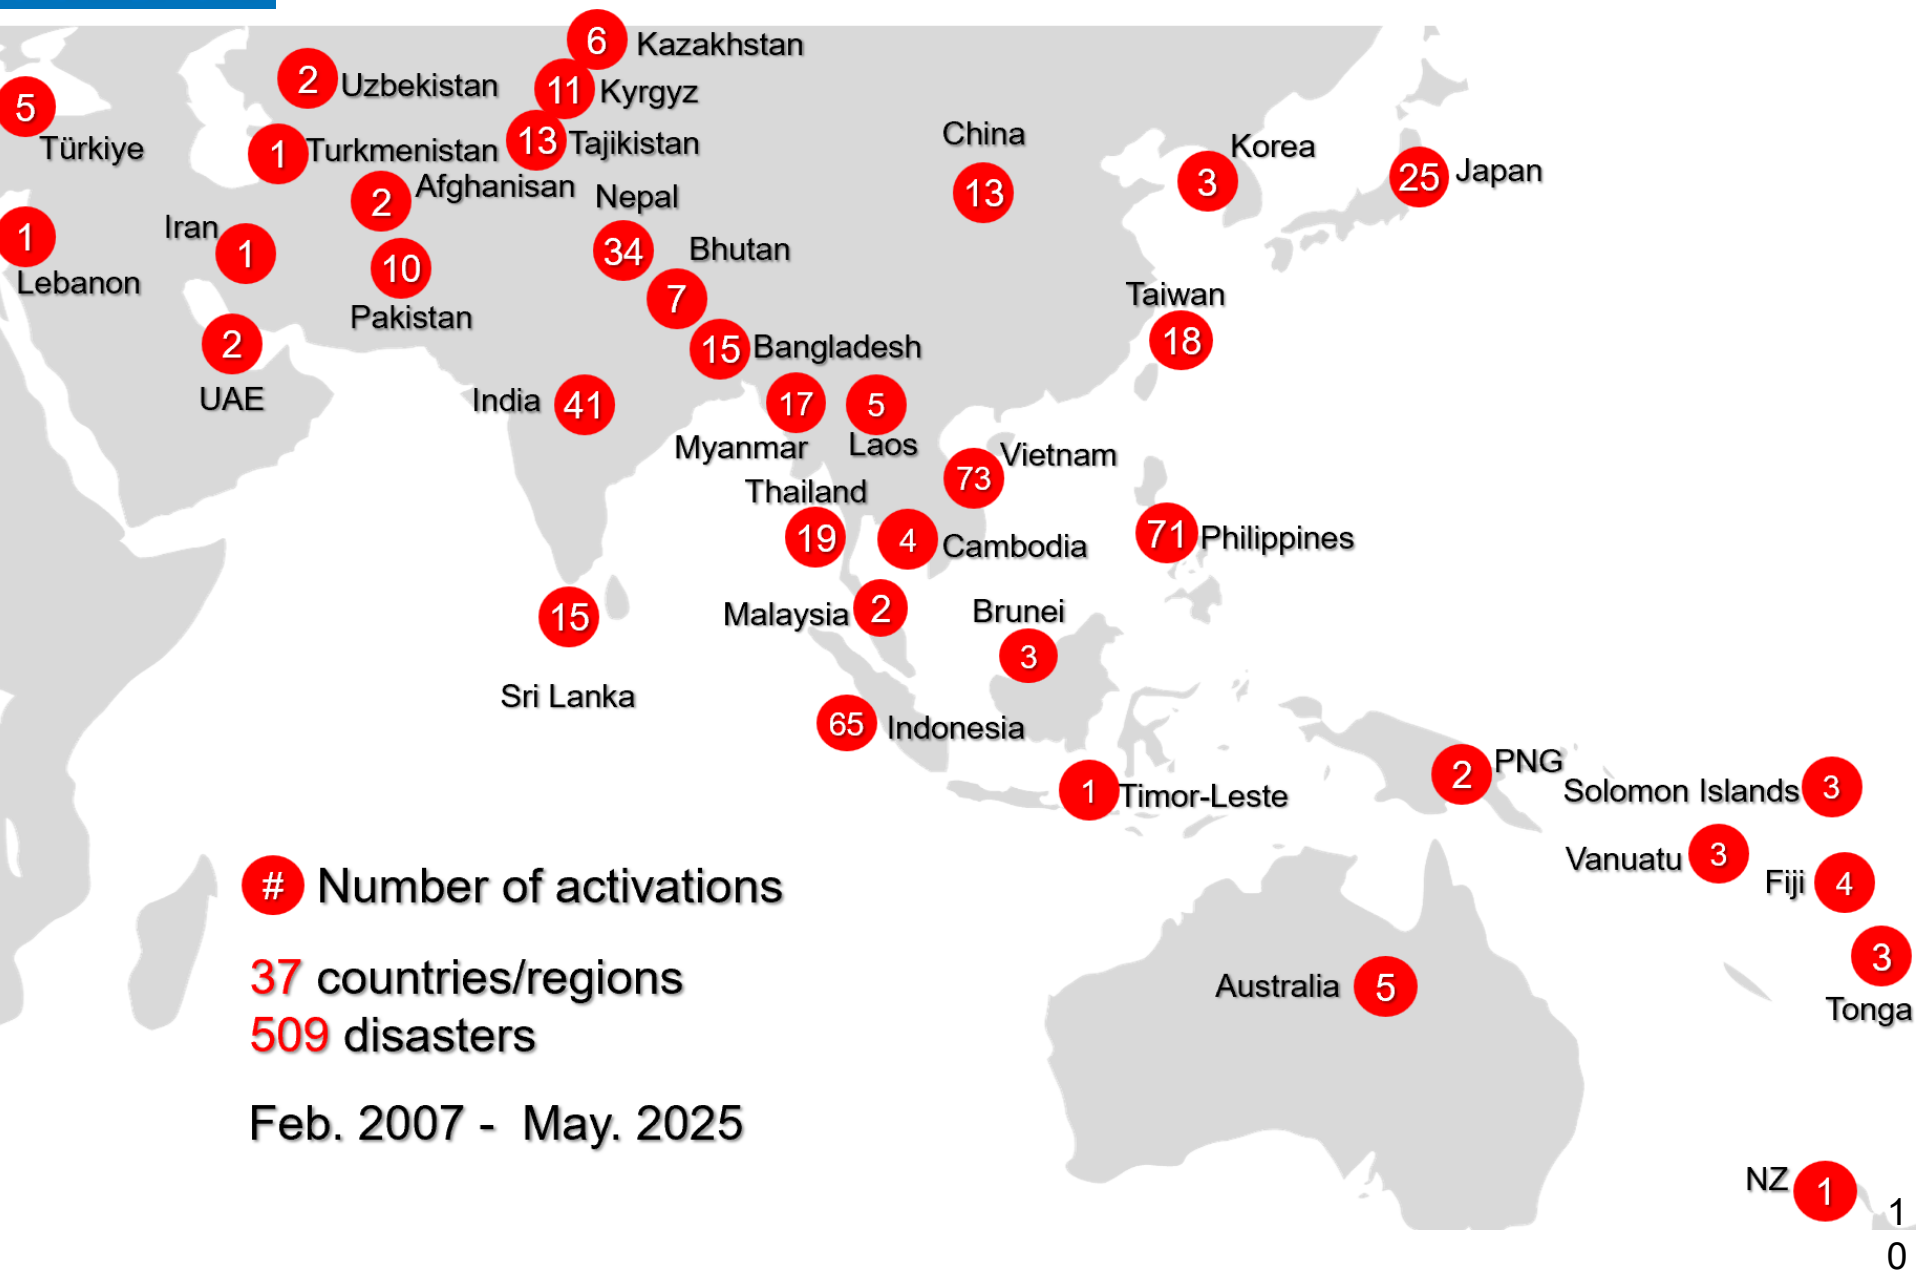 6 Kazakhstan
2 Uzbekistan
11 Kyrgyz
5
Türkiye
1 Turkmenistan
13 Tajikistan
China
13
Korea
3
25 Japan
2 Afghanisan
Nepal
34
Iran
1
1
Lebanon
10
Pakistan
Bhutan
7
Taiwan
18
2
UAE
15 Bangladesh
India 41
17
Myanmar
5
Laos
Vietnam
73
Thailand
19
4 Cambodia
71 Philippines
15
Sri Lanka
Malaysia 2
Brunei
3
65 Indonesia
1 Timor-Leste
2 PNG
Solomon Islands 3
Vanuatu 3
Fiji 4
3
Tonga
Australia 5
NZ 1
# Number of activations
37 countries/regions
509 disasters
Feb. 2007 - May. 2025
1
0